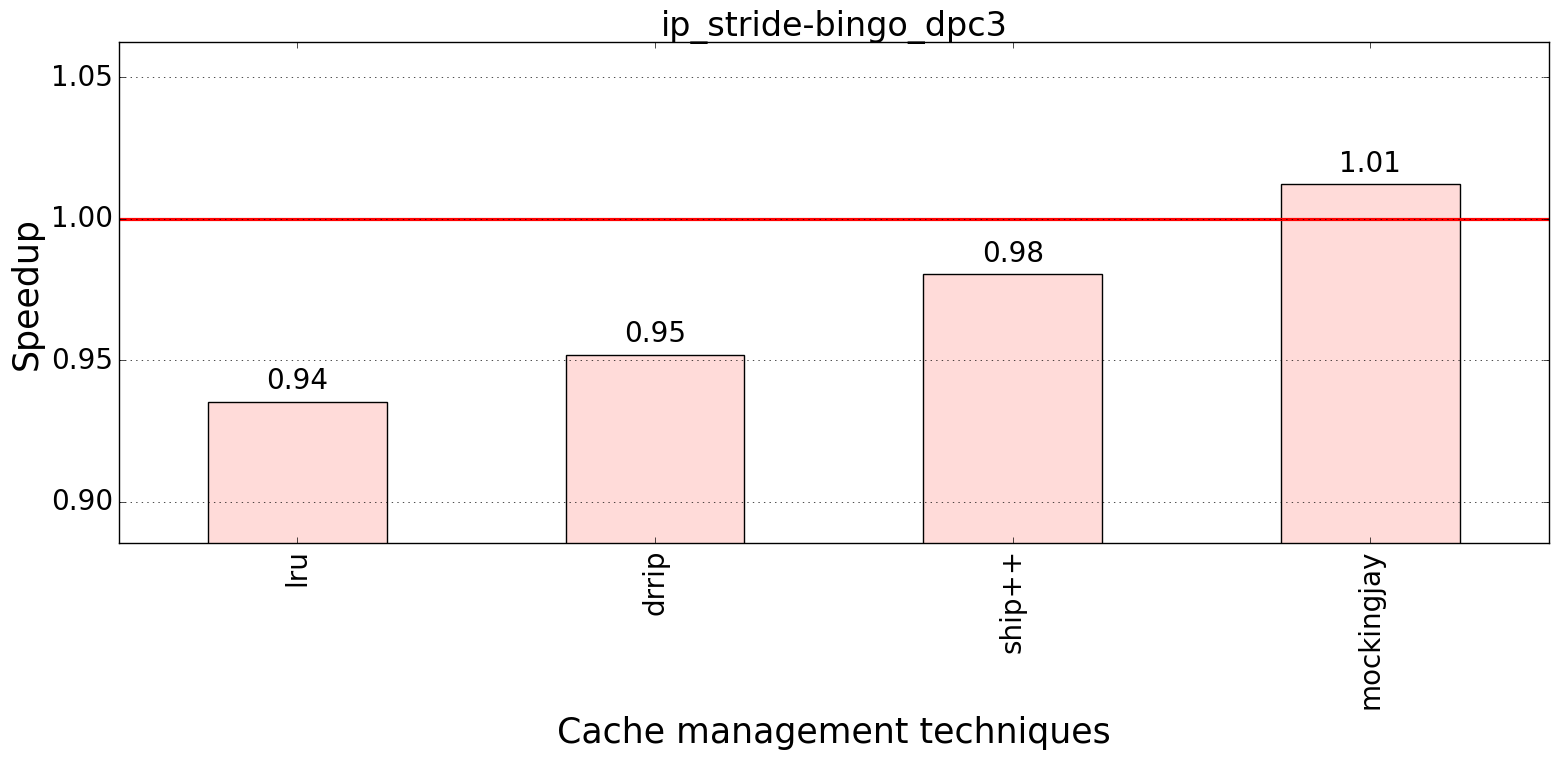 ip_stride-bingo_dpc3
1.05
1.00
0.95
0.90
Speedup
0.94
0.95
0.98
1.01
lru
drrip
ship++
mockingjay
Cache management techniques